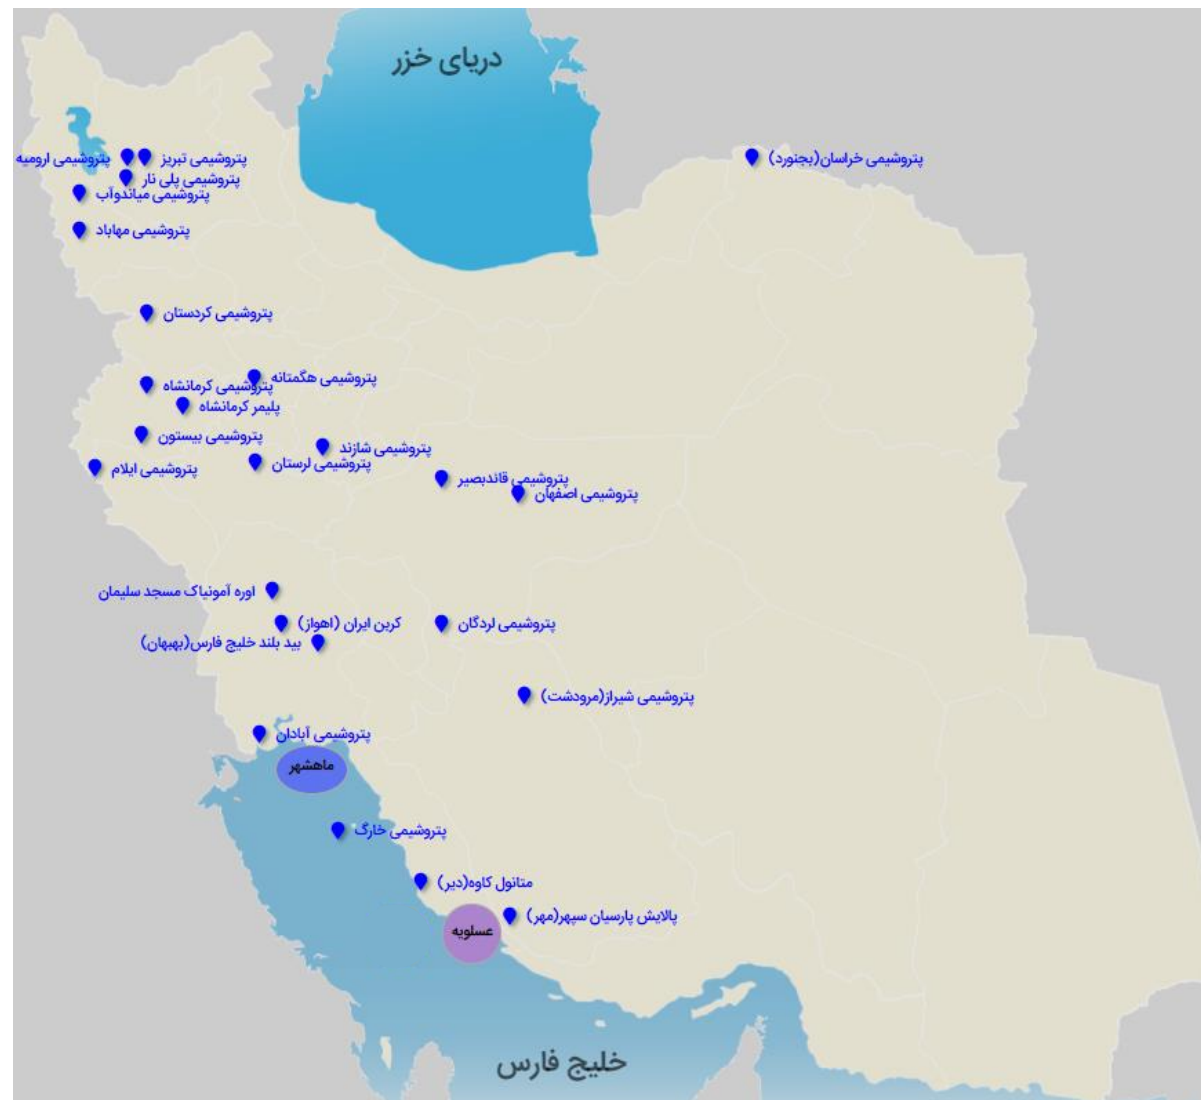 دریای خزر
پتروشیمی خراسان(بجنورد)
پتروشیمی تبریز
پتروشیمی ارومیه
پتروشیمی پلی نار
پتروشیمی میاندوآب
پتروشیمی مهاباد
پتروشیمی کردستان
پتروشیمی هگمتانه
پتروشیمی کرمانشاه
پلیمر کرمانشاه
پتروشیمی بیستون
پتروشیمی شازند
پتروشیمی لرستان
پتروشیمی ایلام
پتروشیمی قائدبصیر
پتروشیمی اصفهان
اوره آمونیاک مسجد سلیمان
کربن ایران (اهواز)
پتروشیمی لردگان
بید بلند خلیج فارس(بهبهان)
پتروشیمی شیراز(مرودشت)
پتروشیمی آبادان
ماهشهر
پتروشیمی خارگ
متانول کاوه(دیر)
پالایش پارسیان سپهر(مهر)
عسلویه
خلیج فارس